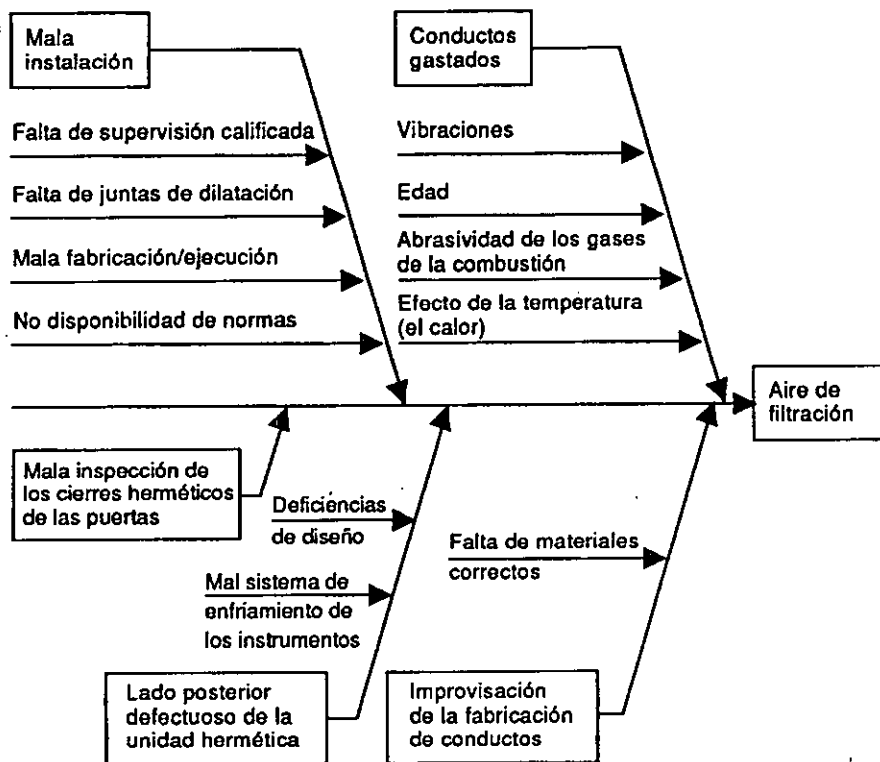 Mala
instalación
Falta de supervisión calificada
Falta de juntas de dilatación
Mala fabricación/ejecución
No disponibilidad de normas
Conductos
gastados
Vibraciones
Edad
Abrasividad de los gases
de la combustión
Efecto de la temperatura
(el calor)
Aire de
filtración
Mala inspección de
los cierres herméticos
de las puertas
Deficiéncias
de diseño
Mal sistema de
enfriamiento de
los instrumentos
Lado posterior
defectuoso de la
unidad hermética
Falta de materiales
correctos
Improvisación
de la fabricación
de conductos